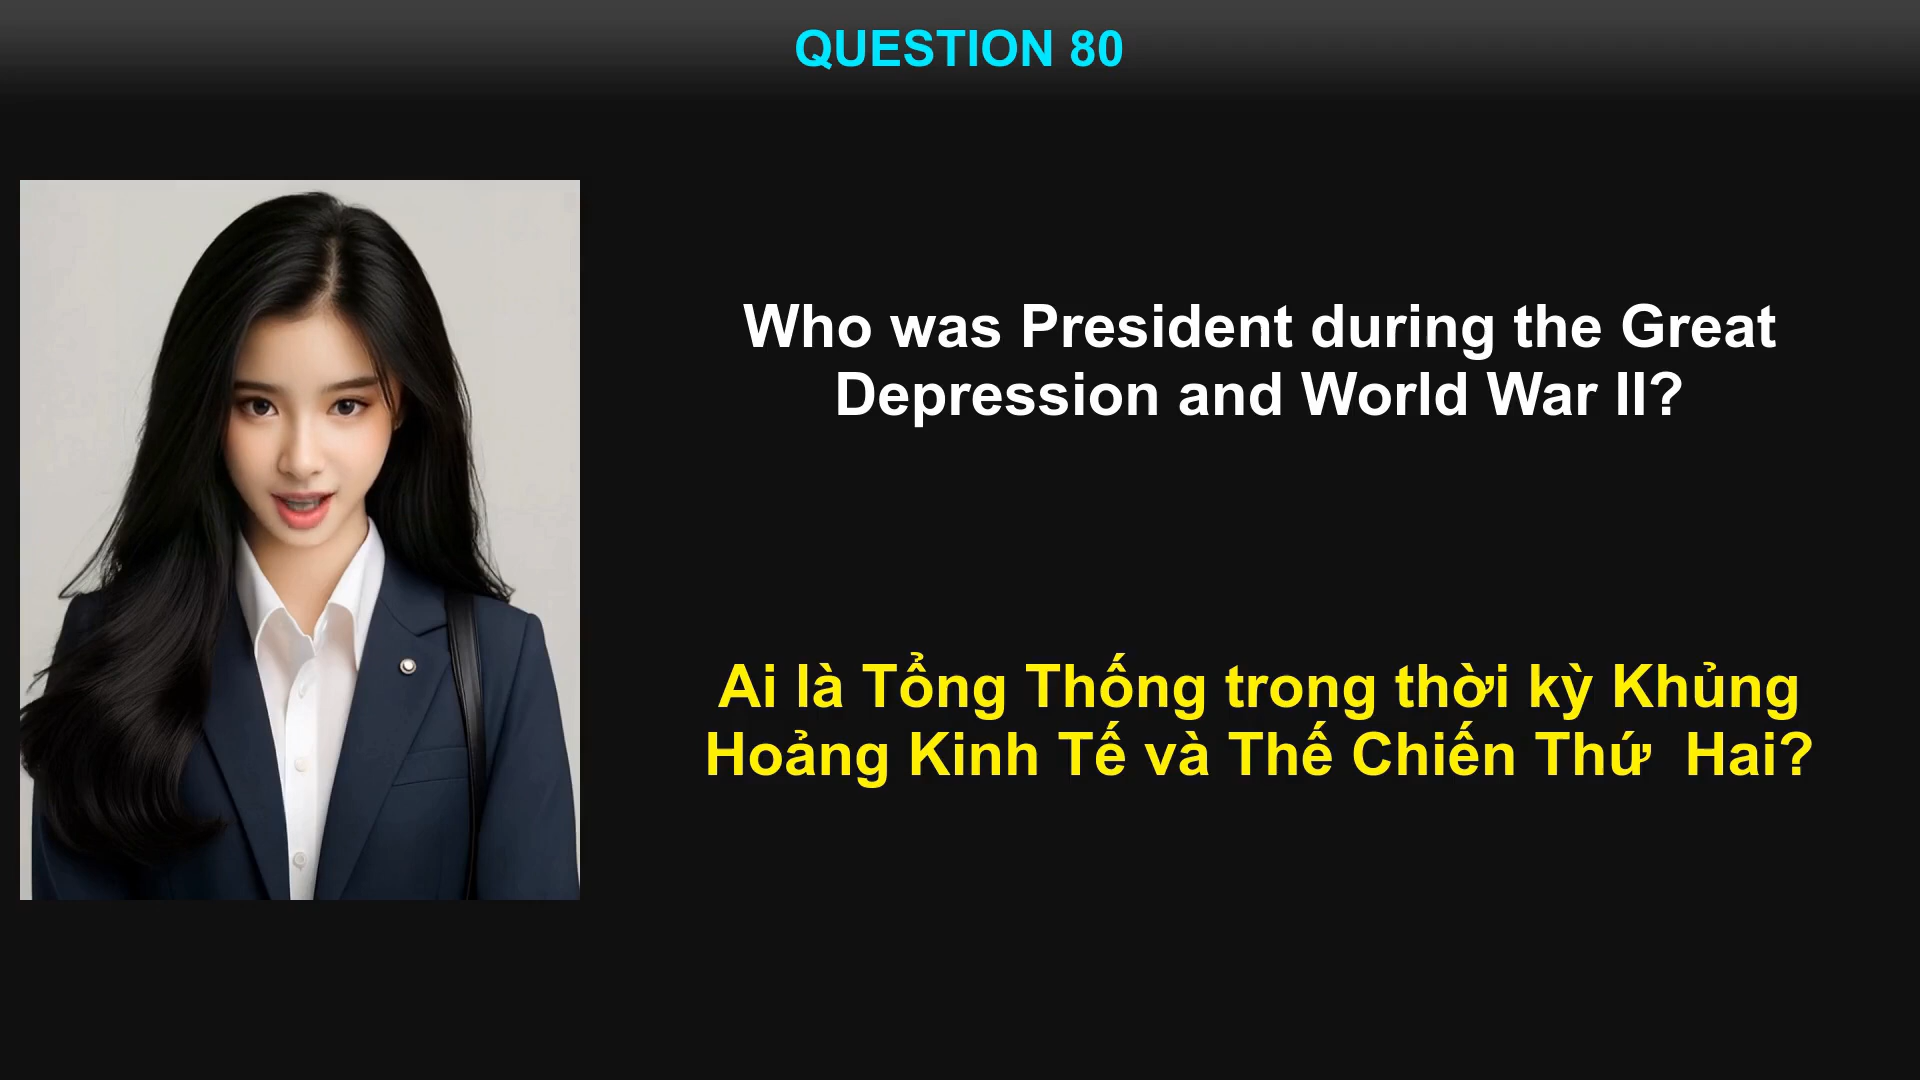 QUESTION 80
Who was President during the Great
Depression and World War II?
Ai là Tổng Thống trong thời kỳ Khủng
Hoảng Kinh Tế và Thế Chiến Thứ  Hai?